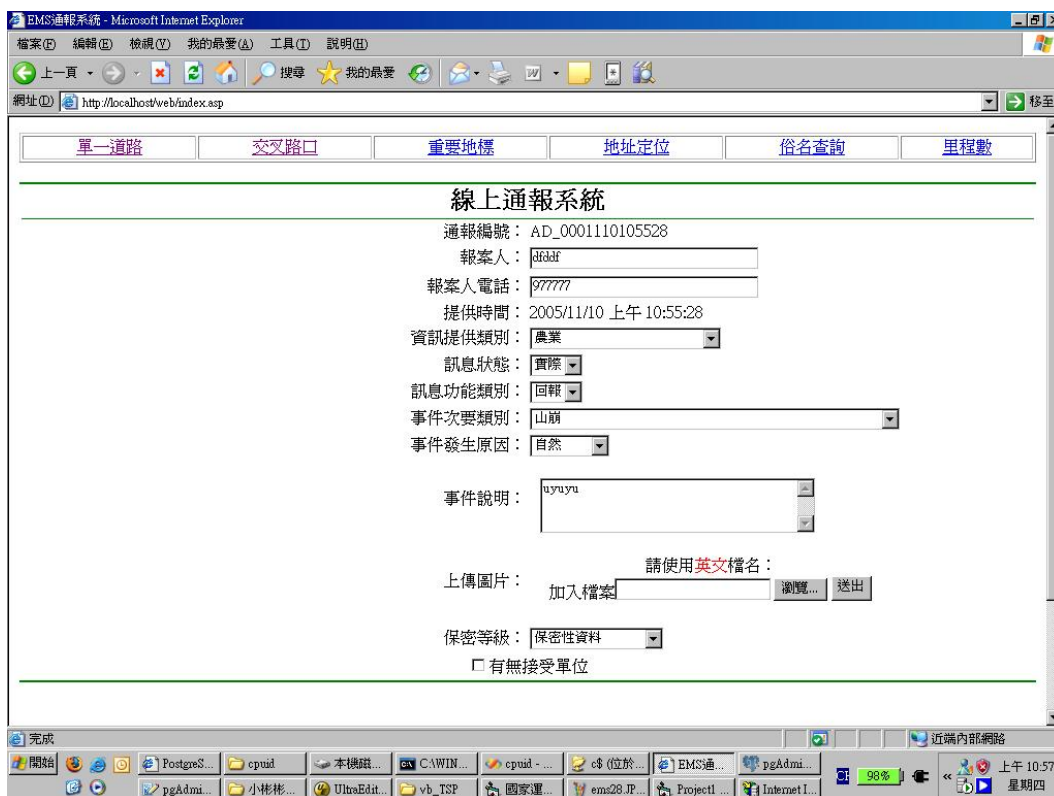 EMS通報系統 - Microsoft Internet Explorer
檔案(F) 編輯(E) 檢視(V) 我的最愛(A) 工具(T) 說明(H)
上一頁 搜尋 我的最愛
網址(D) http://localhost/web/index.asp 移至
單一道路 交叉路口 重要地標 地址定位 俗名查詢 里程數
線上通報系統
通報編號： AD_0001110105528
報案人： dfddf
報案人電話： 977777
提供時間： 2005/11/10 上午 10:55:28
資訊提供類別： 農業
訊息狀態： 實際
訊息功能類別： 回報
事件次要類別： 山崩
事件發生原因： 自然
事件說明： uyuyu
請使用英文檔名：
上傳圖片： 加入檔案 瀏覽... 送出
保密等級： 保密性資料
有無接受單位
完成 近端內部網路
開始 PostgreS... cpuid 本機磁... C:\WIN... cpuid - ... c$ (位於... EMS通... pgAdmi... 98% 上午 10:57
pgAdmi... 小彬彬... UltraEdit... vb_TSP 國家運... ems28.JP... Project1 ... Internet I... 星期四